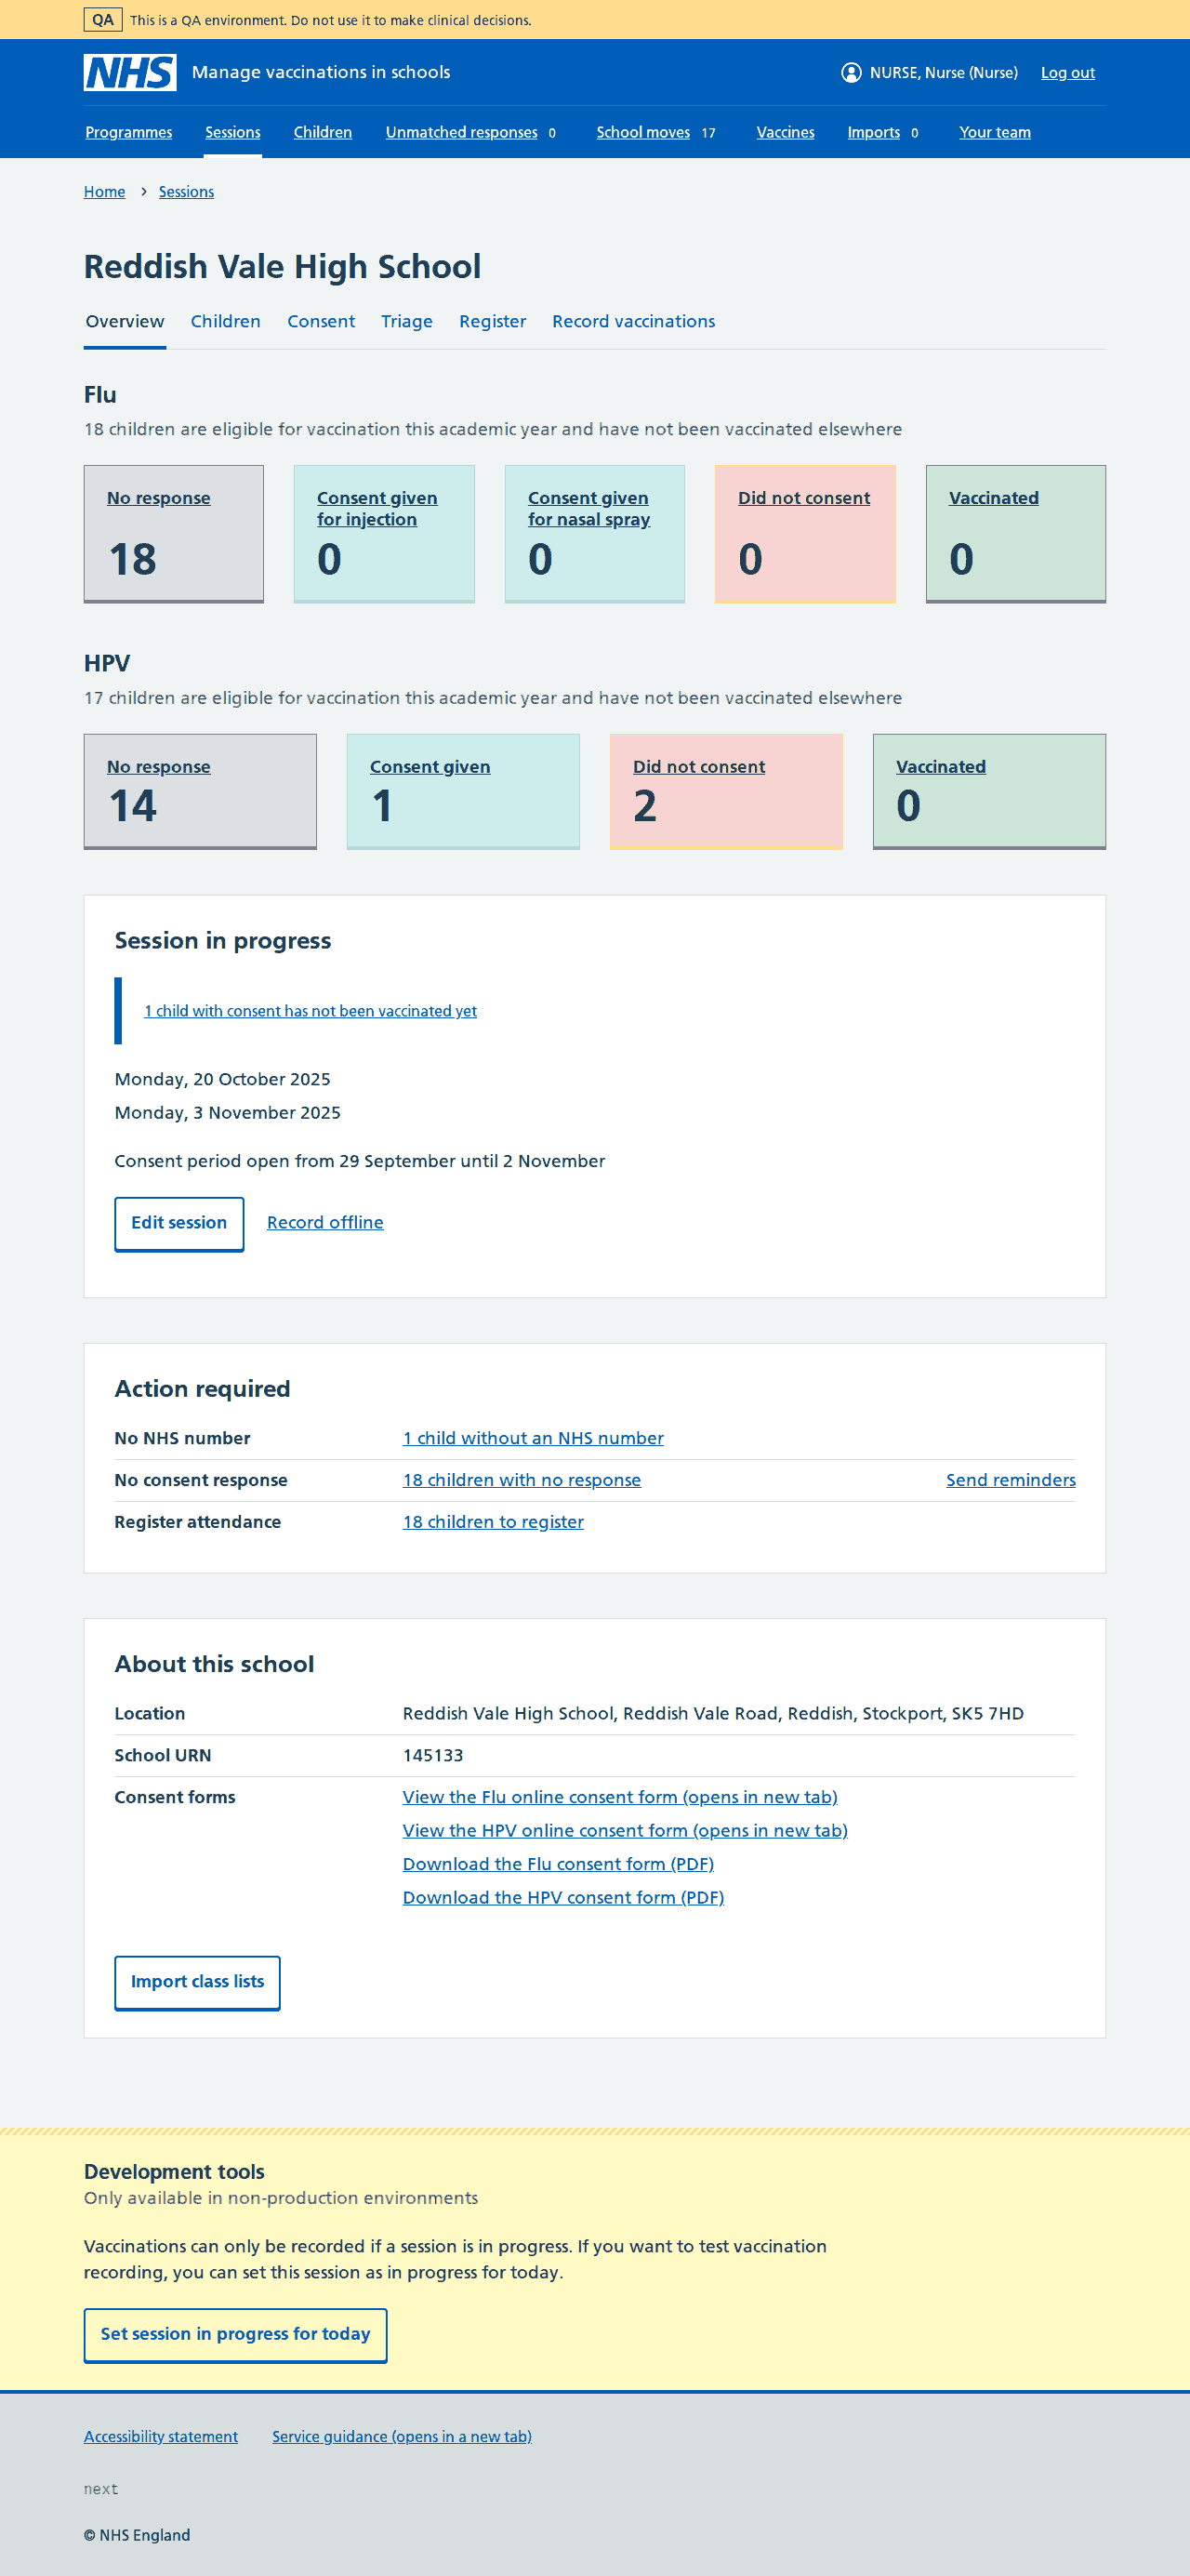 QA This is a QA environment. Do not use it to make clinical decisions.
NHS Manage vaccinations in schools NURSE, Nurse (Nurse) Log out
Programmes Sessions Children Unmatched responses 0 School moves 17 Vaccines Imports 0 Your team
Home › Sessions
Reddish Vale High School
Overview Children Consent Triage Register Record vaccinations
Flu
18 children are eligible for vaccination this academic year and have not been vaccinated elsewhere
No response
18
Consent given
for injection
0
Consent given
for nasal spray
0
Did not consent
0
Vaccinated
0
HPV
17 children are eligible for vaccination this academic year and have not been vaccinated elsewhere
No response
14
Consent given
1
Did not consent
2
Vaccinated
0
Session in progress
1 child with consent has not been vaccinated yet
Monday, 20 October 2025
Monday, 3 November 2025
Consent period open from 29 September until 2 November
Edit session Record offline
Action required
No NHS number 1 child without an NHS number
No consent response 18 children with no response Send reminders
Register attendance 18 children to register
About this school
Location Reddish Vale High School, Reddish Vale Road, Reddish, Stockport, SK5 7HD
School URN 145133
Consent forms View the Flu online consent form (opens in new tab)
View the HPV online consent form (opens in new tab)
Download the Flu consent form (PDF)
Download the HPV consent form (PDF)
Import class lists
Development tools
Only available in non-production environments
Vaccinations can only be recorded if a session is in progress. If you want to test vaccination
recording, you can set this session as in progress for today.
Set session in progress for today
Accessibility statement Service guidance (opens in a new tab)
next
© NHS England